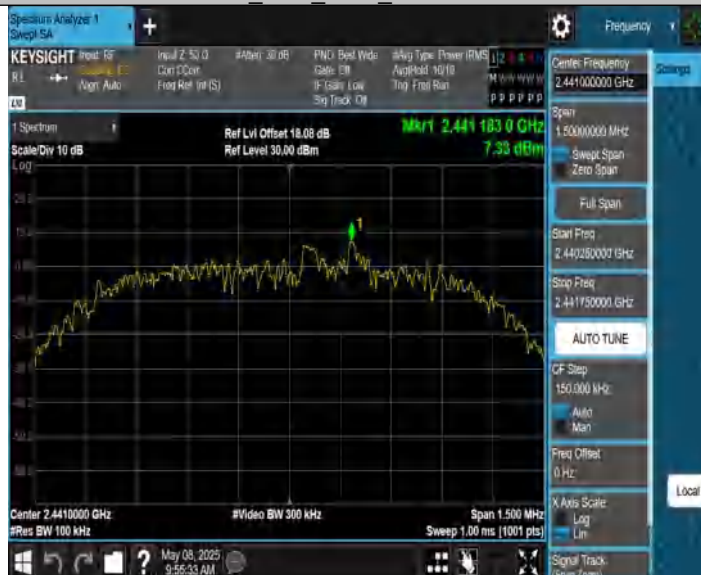 Spectrum Analyzer 1
Swept SA
+
Frequency
KEYSIGHT
Input: RF
Input Z: 50 Ω
#Atten: 30 dB
PNO: Best Wide
#Avg Type: Power (RMS
1 2 3 4 5 6
RL
Gate: Off
Avg|Hold: 10/10
Align: Auto
Corr CCorr
Freq Ref: Int (S)
IF Gain: Low
Trig: Free Run
M W W W W W
Sig Track: Off
P P P P P P
LXI
1 Spectrum
Scale/Div 10 dB
Ref Lvl Offset 18.08 dB
Ref Level 30.00 dBm
Mkr1 2.441 183 0 GHz
7.33 dBm
Log
1
Center 2.4410000 GHz
#Video BW 300 kHz
Span 1.500 MHz
#Res BW 100 kHz
Sweep 1.00 ms (1001 pts)
?
May 08, 2025
9:55:33 AM
Center Frequency
2.441000000 GHz
Settings
Span
1.50000000 MHz
Swept Span
Zero Span
Full Span
Start Freq
2.440250000 GHz
Stop Freq
2.441750000 GHz
AUTO TUNE
CF Step
150.000 kHz
Auto
Man
Freq Offset
0 Hz
X Axis Scale
Log
Lin
Local
Signal Track
(Span Zoom)